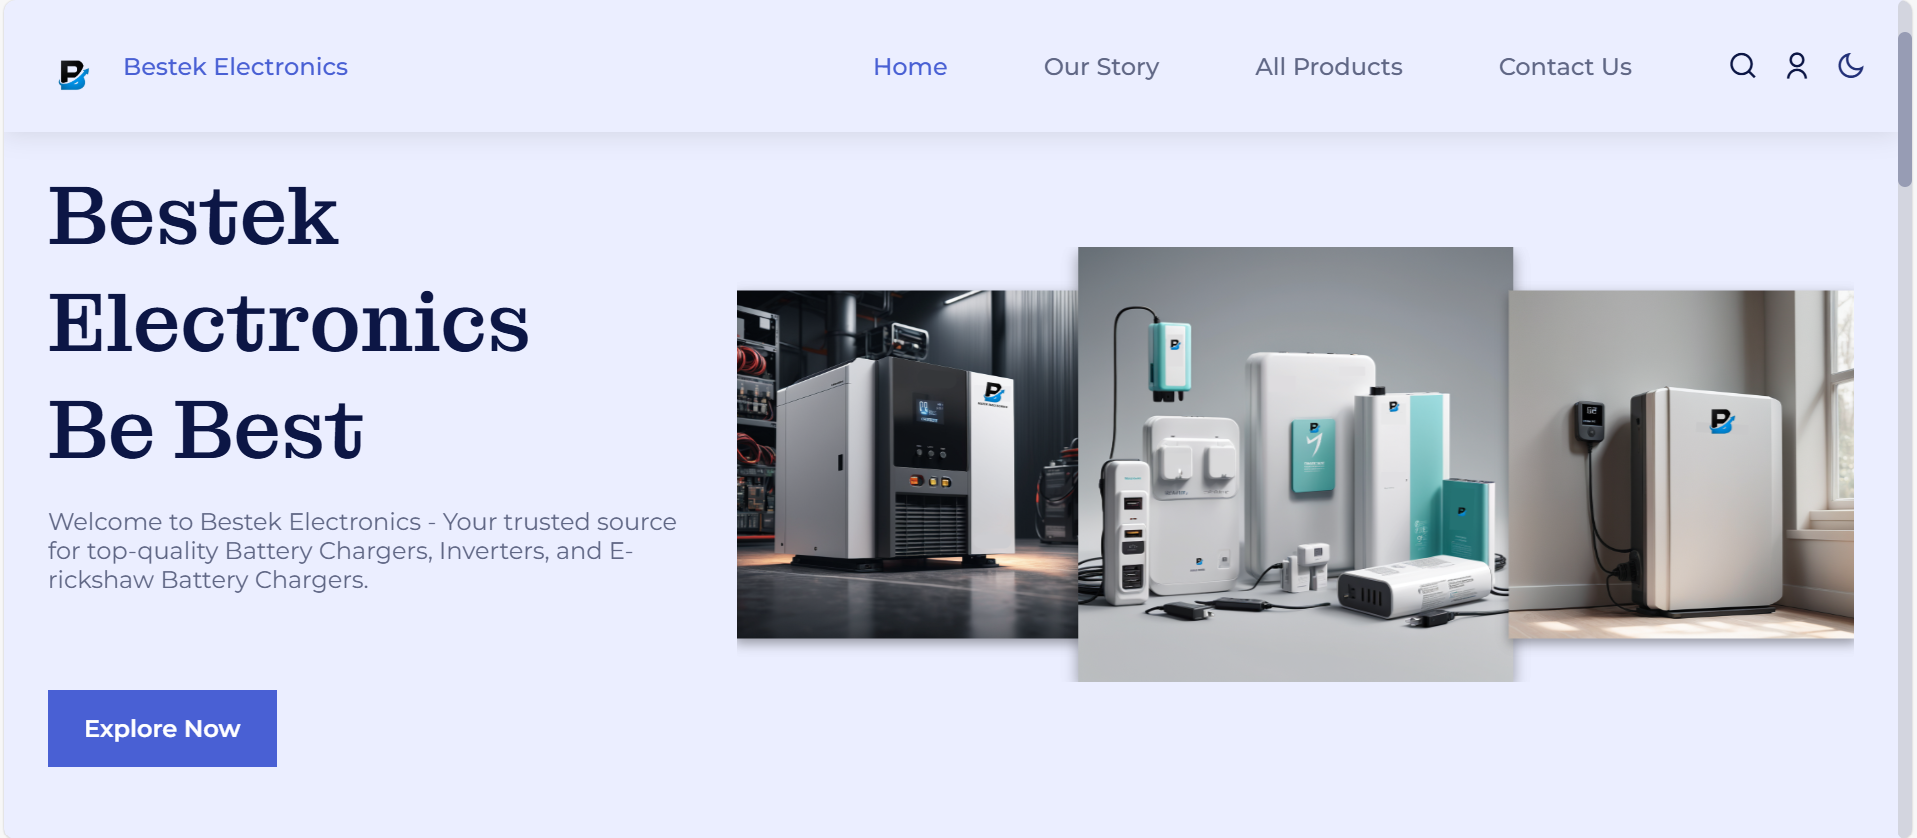 Bestek Electronics
Home
Our Story
All Products
Contact Us
Bestek
Electronics
Be Best
Welcome to Bestek Electronics - Your trusted source
for top-quality Battery Chargers, Inverters, and E-
rickshaw Battery Chargers.
Explore Now